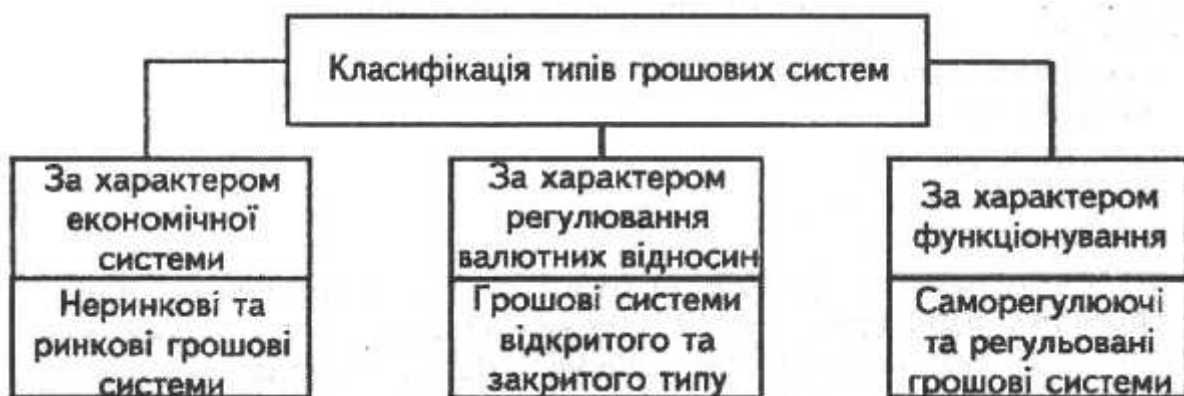 Класифікація типів грошових систем
За характером
економічної
системи
Неринкові та
ринкові грошові
системи
За характером
регулювання
валютних відносин
Грошові системи
відкритого та
закритого типу
За характером
функціонування
Саморегулюючі
та регульовані
грошові системи